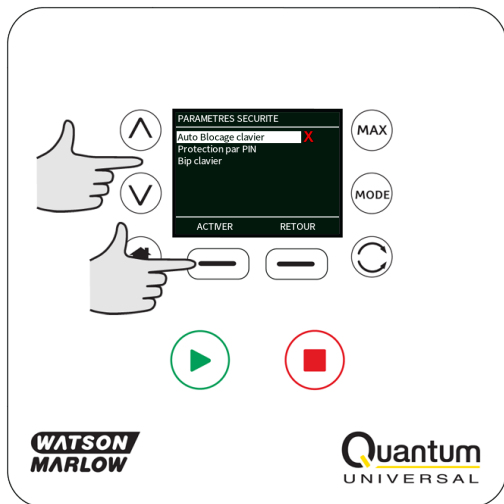 PARAMETRES SECURITE
Auto Blocage clavier X
Protection par PIN
Bip clavier
ACTIVER RETOUR
MAX
MODE
WATSON
MARLOW
Quantum
UNIVERSAL